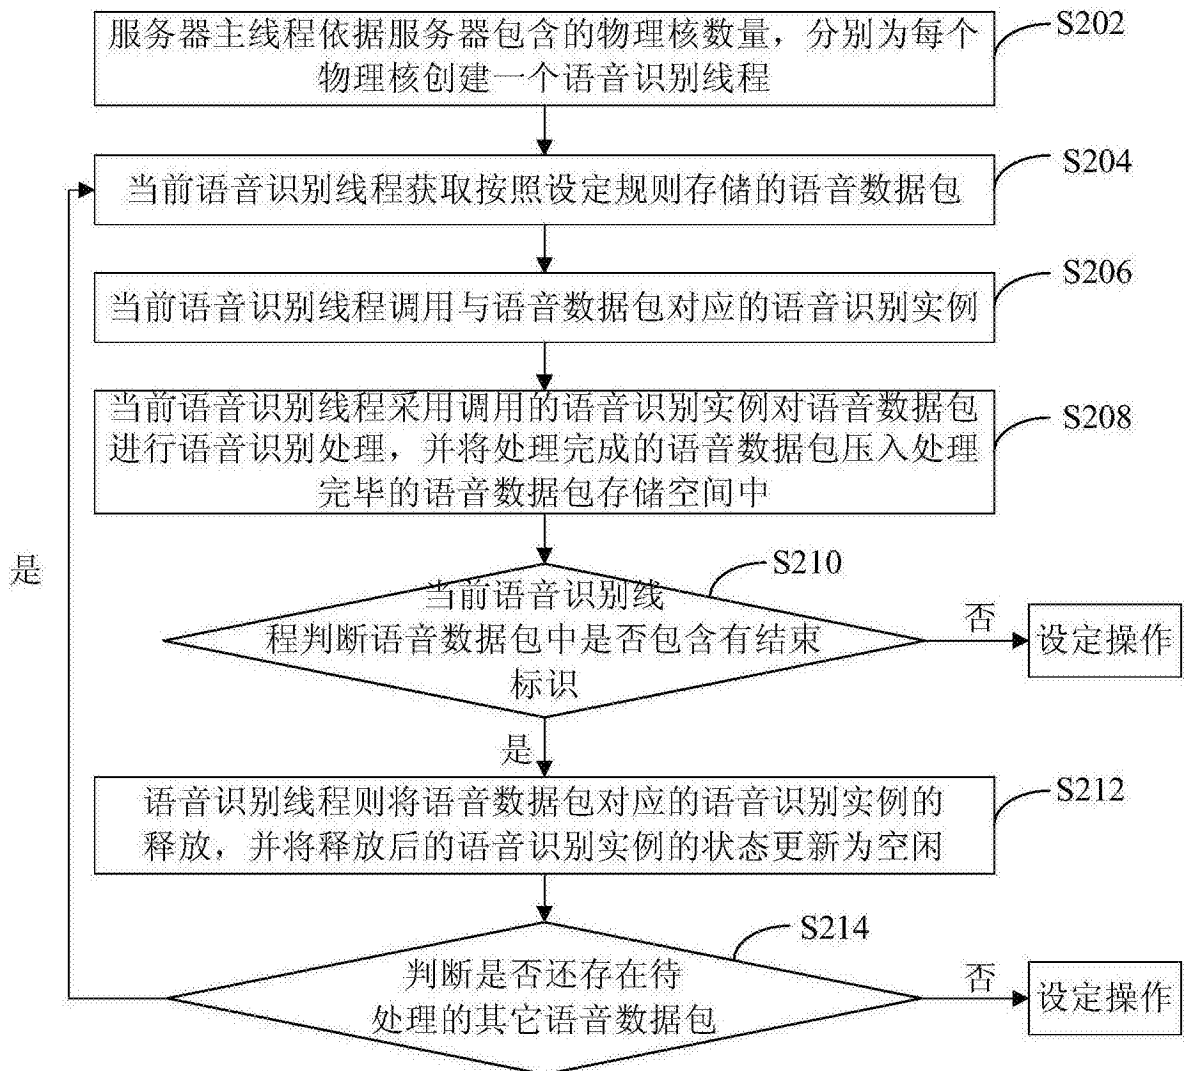 服务器主线程依据服务器包含的物理核数量，分别为每个
物理核创建一个语音识别线程
S202
当前语音识别线程获取按照设定规则存储的语音数据包
S204
当前语音识别线程调用与语音数据包对应的语音识别实例
S206
当前语音识别线程采用调用的语音识别实例对语音数据包
进行语音识别处理，并将处理完成的语音数据包压入处理
完毕的语音数据包存储空间中
S208
是
S210
当前语音识别线
程判断语音数据包中是否包含有结束
标识
否
设定操作
是
语音识别线程则将语音数据包对应的语音识别实例的
释放，并将释放后的语音识别实例的状态更新为空闲
S212
S214
判断是否还存在待
处理的其它语音数据包
否
设定操作